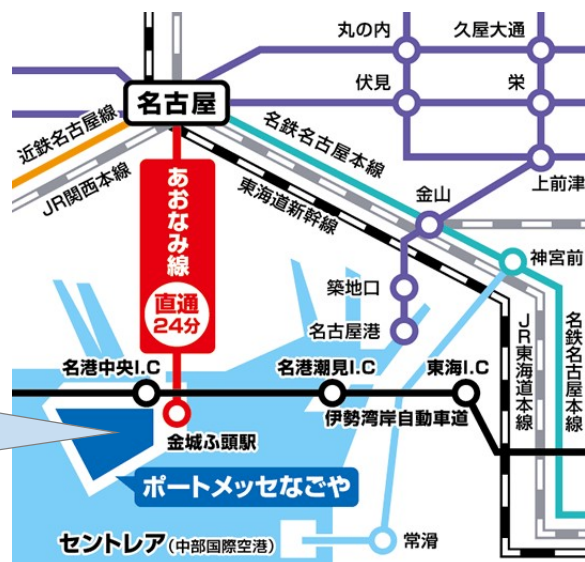 丸の内
久屋大通
伏見
栄
名古屋
近鉄名古屋線
JR関西本線
あおなみ線
直通
24分
名鉄名古屋本線
東海道新幹線
金山
上前津
神宮前
築地口
名古屋港
名港中央I.C
名港潮見I.C
東海I.C
伊勢湾岸自動車道
JR東海道本線
名鉄名古屋本線
金城ふ頭駅
ポートメッセなごや
セントレア(中部国際空港)
常滑